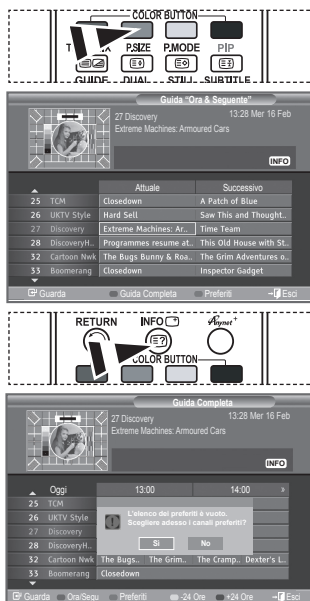 COLOR BUTTON
P.SIZE P.MODE PIP
GUIDE DUAL STILL SUBTITLE
Guida "Ora & Seguente"
27 Discovery 13:28 Mer 16 Feb
Extreme Machines: Armoured Cars
INFO
Attuale Successivo
25 TCM Closedown A Patch of Blue
26 UKTV Style Hard Sell Saw This and Thought..
27 Discovery Extreme Machines: Ar.. Time Team
28 DiscoveryH.. Programmes resume at.. This Old House with St..
32 Cartoon Nwk The Bugs Bunny & Roa.. The Grim Adventures o..
33 Boomerang Closedown Inspector Gadget
Guarda Guida Completa Preferiti Esci
RETURN INFO Anynet+
COLOR BUTTON
Guida Completa
27 Discovery 13:28 Mer 16 Feb
Extreme Machines: Armoured Cars
INFO
Oggi 13:00 14:00 »
25 TCM
26 UKTV Style
27 Discovery
28 DiscoveryH..
L'elenco dei preferiti è vuoto.
Scegliere adesso i canali preferiti?
Sì No
32 Cartoon Nwk The Bugs.. The Grim.. The Cramp.. Dexter's L..
33 Boomerang Closedown
Guarda Ora/Segu Preferiti -24 Ore +24 Ore Esci